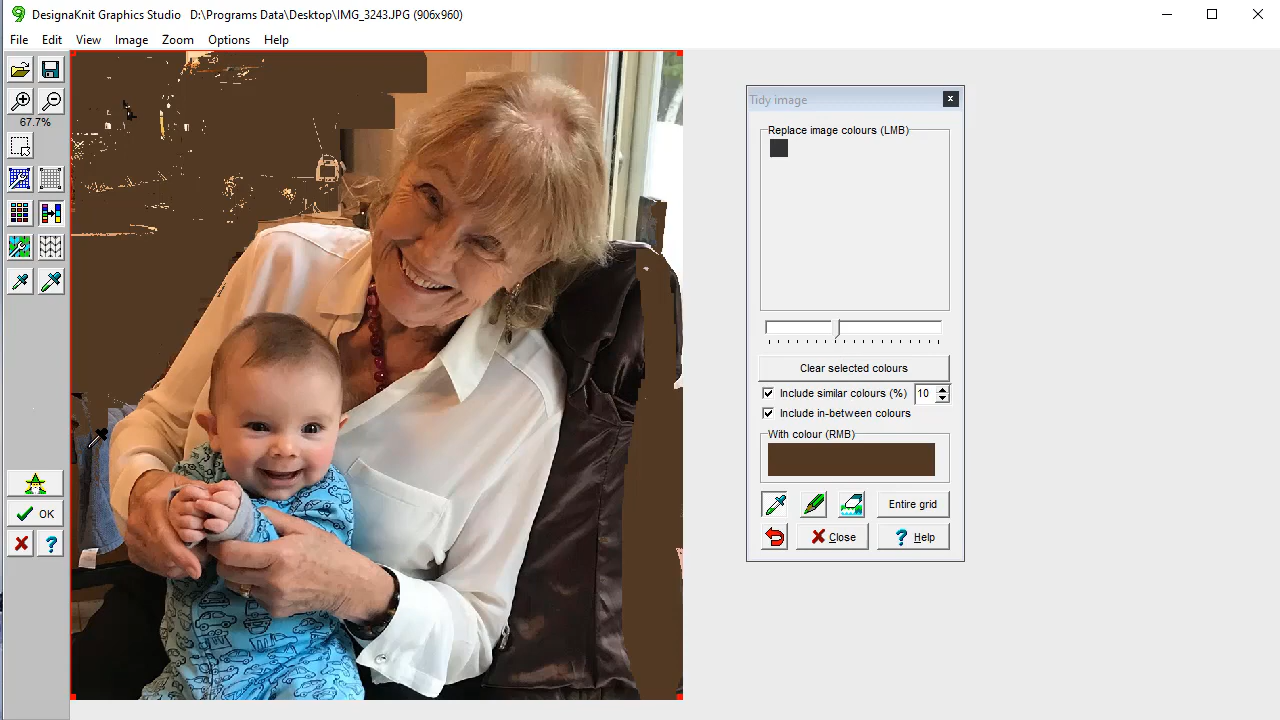 DesignaKnit Graphics Studio   D:\Programs Data\Desktop\IMG_3243.JPG (906x960)
File Edit View Image Zoom Options Help
67.7%
Tidy image
Replace image colours (LMB)
Clear selected colours
Include similar colours (%) 10
Include in-between colours
With colour (RMB)
Entire grid
Close
Help
OK